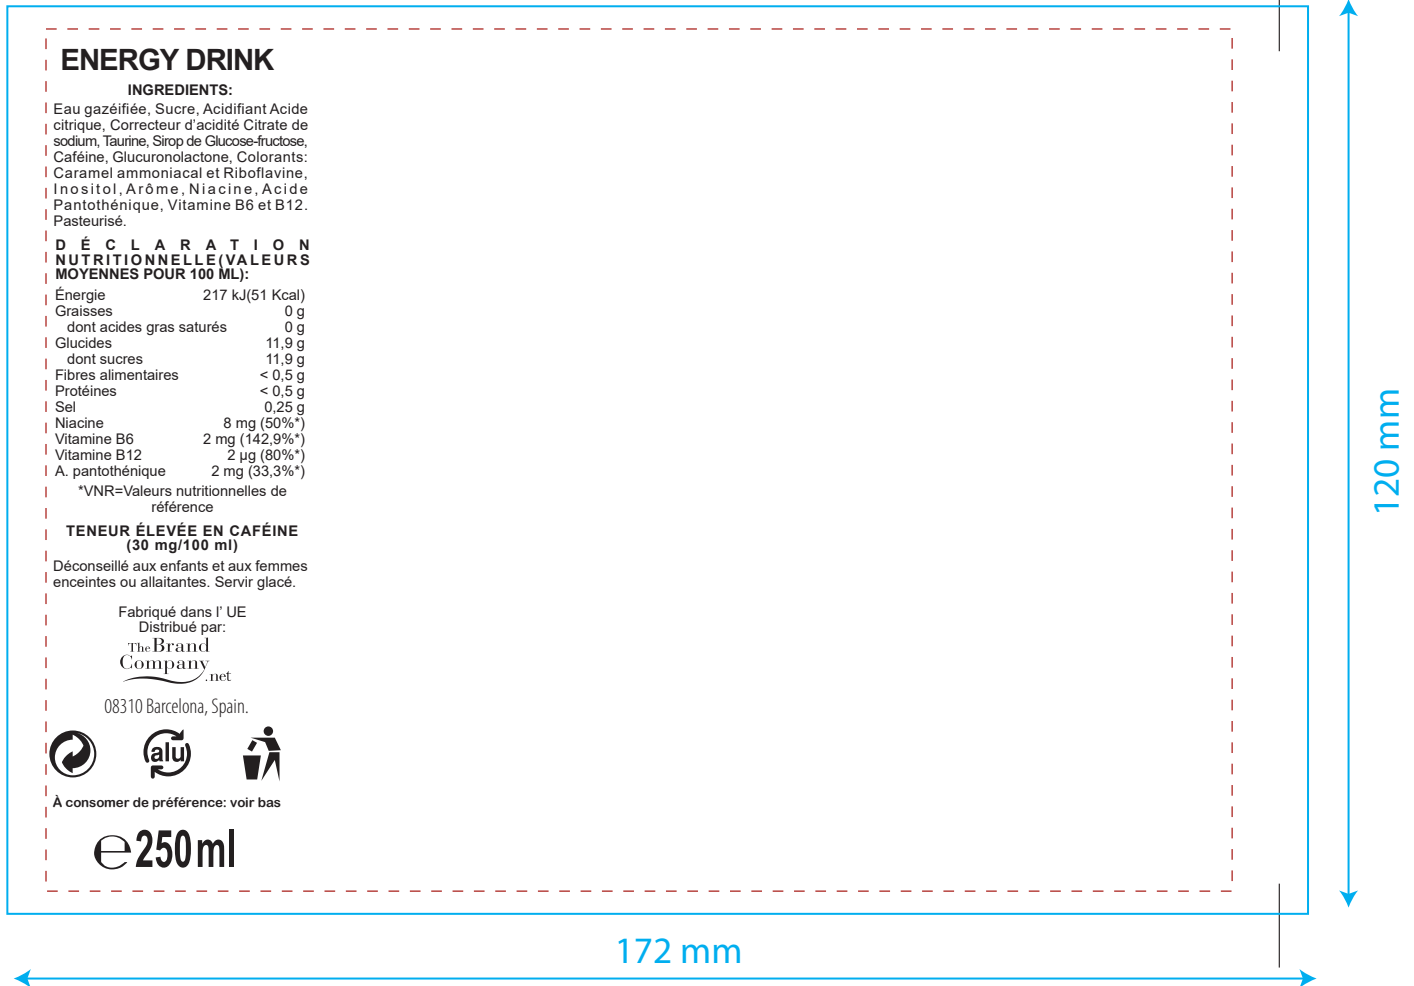 ENERGY DRINK
INGREDIENTS:
Eau gazéifiée, Sucre, Acidifiant Acide
citrique, Correcteur d'acidité Citrate de
sodium, Taurine, Sirop de Glucose-fructose,
Caféine, Glucuronolactone, Colorants:
Caramel ammoniacal et Riboflavine,
Inositol, Arôme, Niacine, Acide
Pantothénique, Vitamine B6 et B12.
Pasteurisé.
DÉCLARATION
NUTRITIONNELLE(VALEURS
MOYENNES POUR 100 ML):
Énergie 217 kJ(51 Kcal)
Graisses 0 g
dont acides gras saturés 0 g
Glucides 11,9 g
dont sucres 11,9 g
Fibres alimentaires < 0,5 g
Protéines < 0,5 g
Sel 0,25 g
Niacine 8 mg (50%*)
Vitamine B6 2 mg (142,9%*)
Vitamine B12 2 µg (80%*)
A. pantothénique 2 mg (33,3%*)
*VNR=Valeurs nutritionnelles de
référence
TENEUR ÉLEVÉE EN CAFÉINE
(30 mg/100 ml)
Déconseillé aux enfants et aux femmes
enceintes ou allaitantes. Servir glacé.
Fabriqué dans l' UE
Distribué par:
The Brand
Company
.net
08310 Barcelona, Spain.
alu
À consomer de préférence: voir bas
℮ 250 ml
120 mm
172 mm